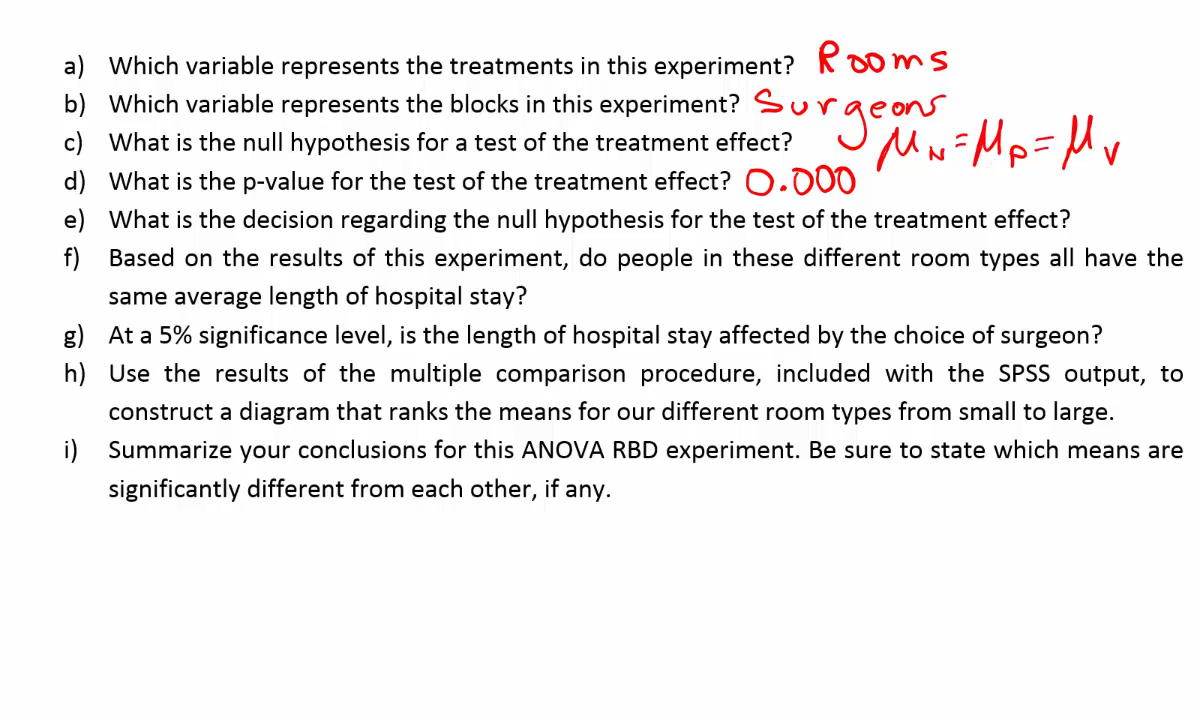 a) Which variable represents the treatments in this experiment? Rooms
b) Which variable represents the blocks in this experiment? Surgeons
c) What is the null hypothesis for a test of the treatment effect? μN=μP=μV
d) What is the p-value for the test of the treatment effect? 0.000
e) What is the decision regarding the null hypothesis for the test of the treatment effect?
f) Based on the results of this experiment, do people in these different room types all have the
same average length of hospital stay?
g) At a 5% significance level, is the length of hospital stay affected by the choice of surgeon?
h) Use the results of the multiple comparison procedure, included with the SPSS output, to
construct a diagram that ranks the means for our different room types from small to large.
i) Summarize your conclusions for this ANOVA RBD experiment. Be sure to state which means are
significantly different from each other, if any.